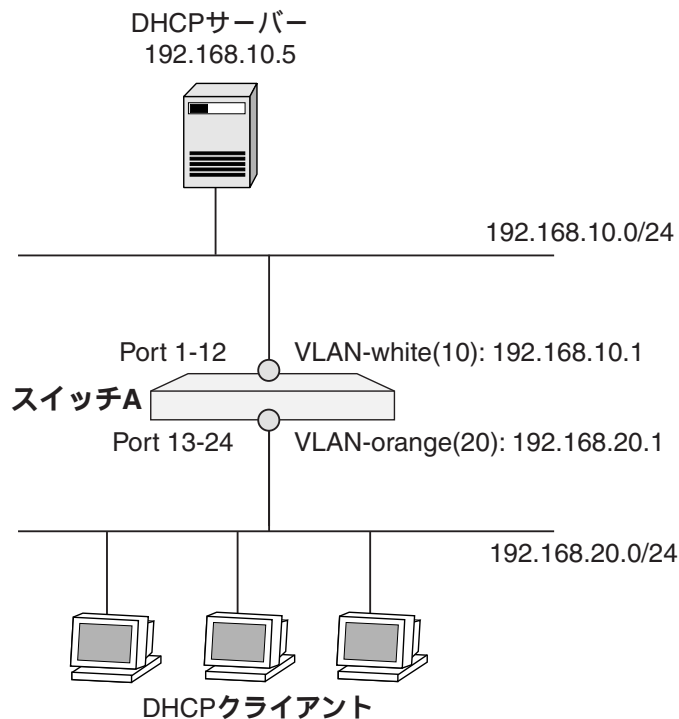 DHCPサーバー
192.168.10.5
192.168.10.0/24
Port 1-12
VLAN-white(10): 192.168.10.1
スイッチA
Port 13-24
VLAN-orange(20): 192.168.20.1
192.168.20.0/24
DHCPクライアント